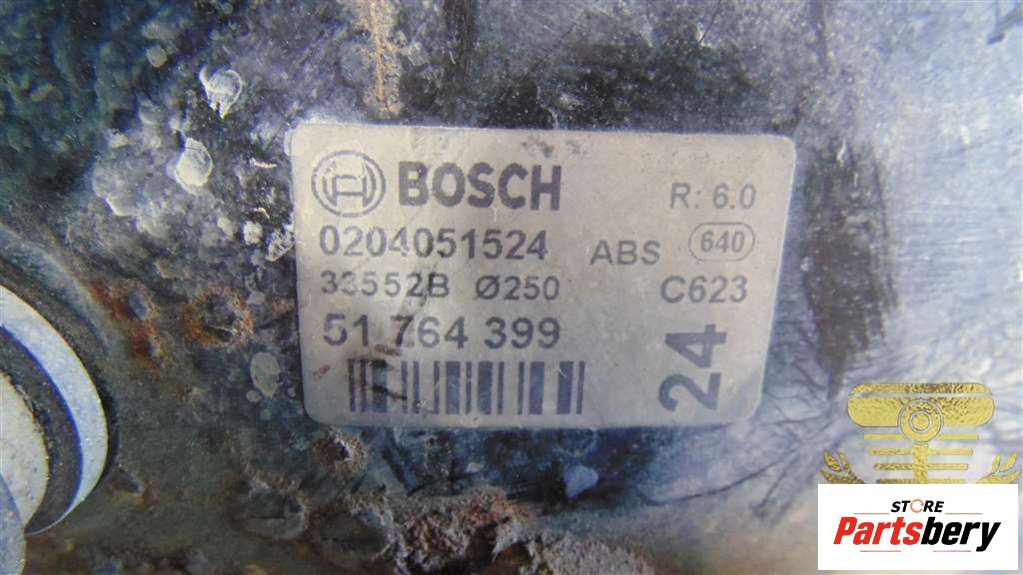 BOSCH R: 6.0
0204051524 ABS 640
33552B Ø250 C623
51 764 399
24
STORE
Partsbery